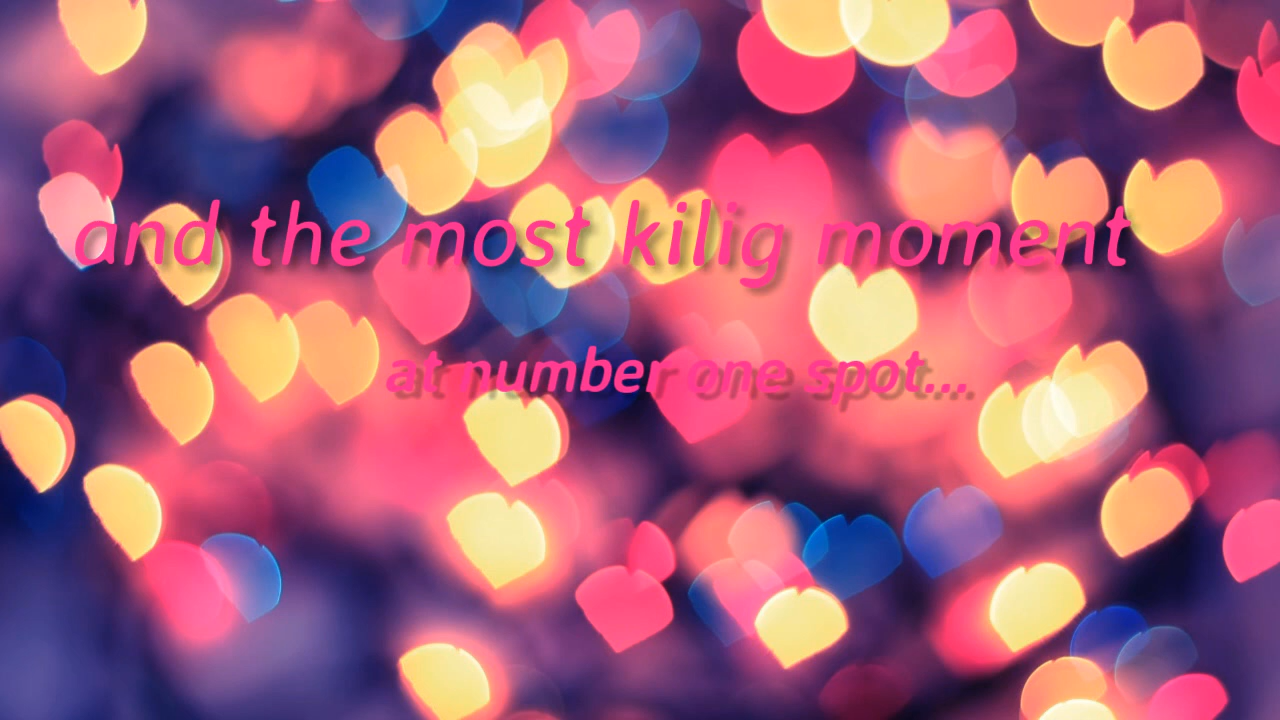 and the most kilig moment
at number one spot...